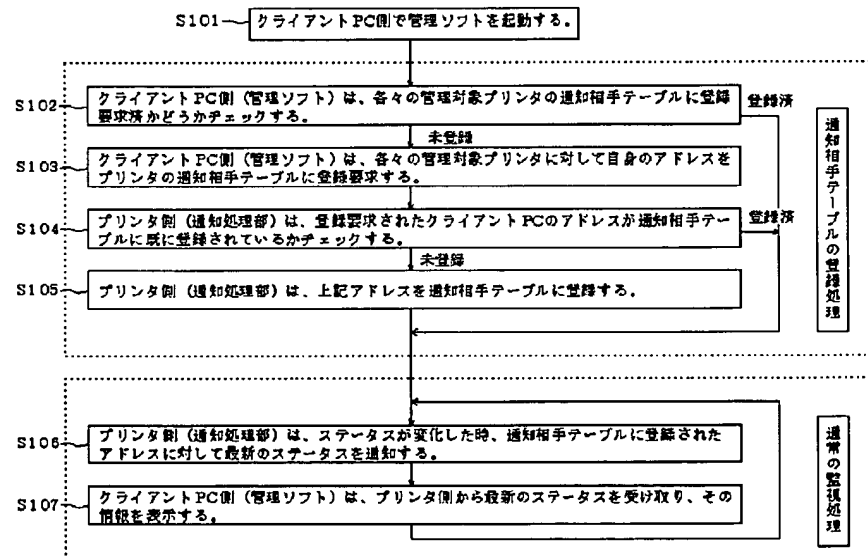 S101 クライアントPC側で管理ソフトを起動する。
S102 クライアントPC側（管理ソフト）は、各々の管理対象プリンタの通知相手テーブルに登録
要求済かどうかチェックする。
登録済
未登録
S103 クライアントPC側（管理ソフト）は、各々の管理対象プリンタに対して自身のアドレスを
プリンタの通知相手テーブルに登録要求する。
S104 プリンタ側（通知処理部）は、登録要求されたクライアントPCのアドレスが通知相手テー
ブルに既に登録されているかチェックする。
登録済
未登録
S105 プリンタ側（通知処理部）は、上記アドレスを通知相手テーブルに登録する。
通知相手テーブルの登録処理
S106 プリンタ側（通知処理部）は、ステータスが変化した時、通知相手テーブルに登録された
アドレスに対して最新のステータスを通知する。
S107 クライアントPC側（管理ソフト）は、プリンタ側から最新のステータスを受け取り、その
情報を表示する。
通常の監視処理